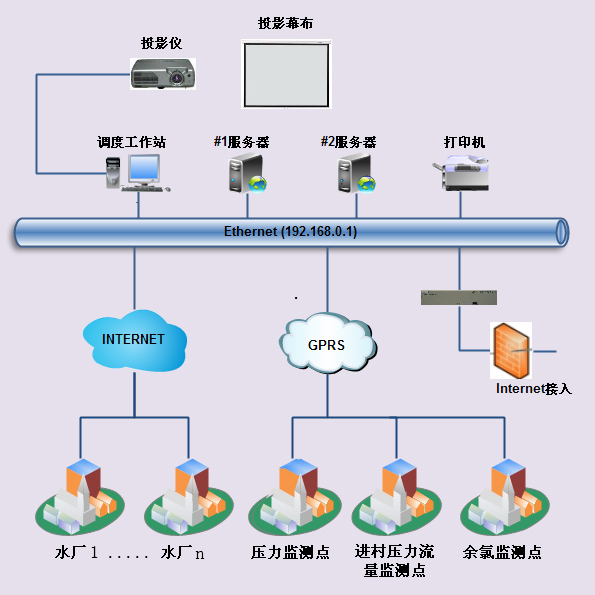 投影幕布
投影仪
调度工作站
#1服务器
#2服务器
打印机
Ethernet (192.168.0.1)
INTERNET
GPRS
Internet接入
水厂1 ..... 水厂n
压力监测点
进村压力流
量监测点
余氯监测点